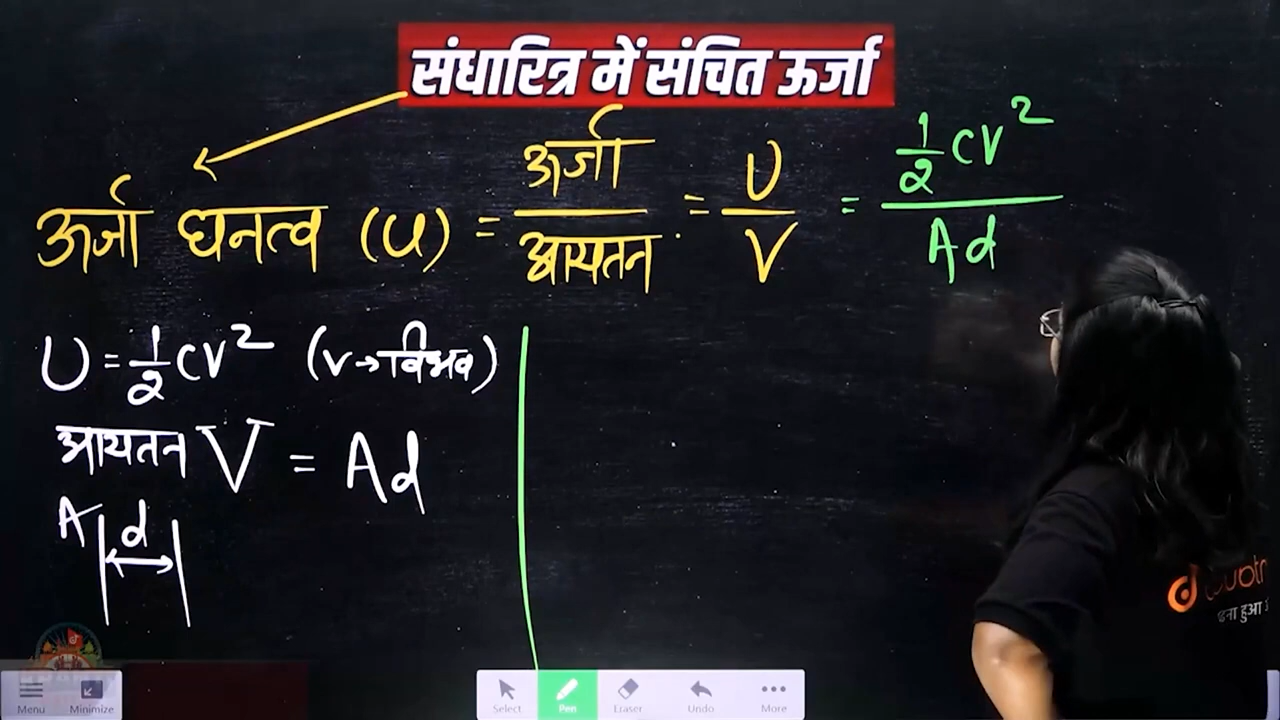 संधारित्र में संचित ऊर्जा
ऊर्जा घनत्व (U) = ऊर्जा / आयतन = U / V = ½CV² / Ad
U = ½CV² (V→विभव)
आयतन V = Ad
A d
Menu Minimize Select Pen Eraser Undo More